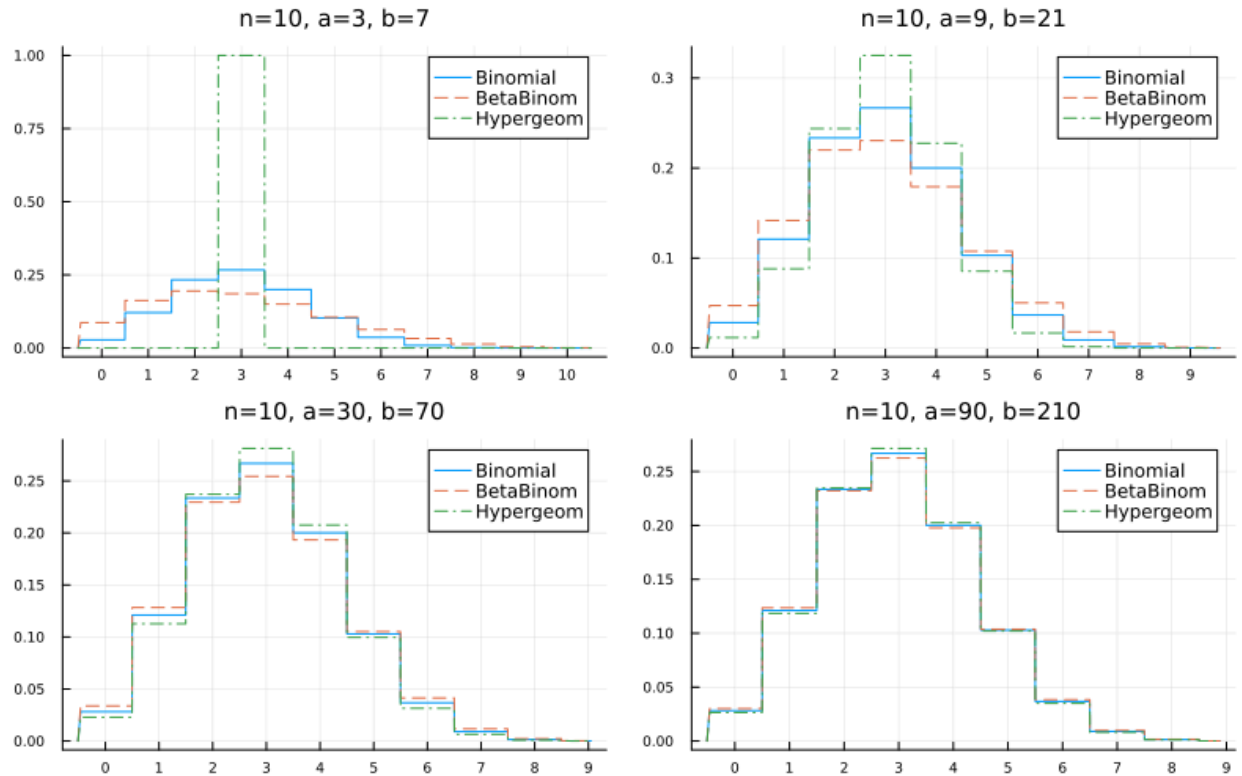 n=10, a=3, b=7
1.00
0.75
0.50
0.25
0.00
Binomial
BetaBinom
Hypergeom
0 1 2 3 4 5 6 7 8 9 10
n=10, a=9, b=21
0.3
0.2
0.1
0.0
Binomial
BetaBinom
Hypergeom
0 1 2 3 4 5 6 7 8 9
n=10, a=30, b=70
0.25
0.20
0.15
0.10
0.05
0.00
Binomial
BetaBinom
Hypergeom
0 1 2 3 4 5 6 7 8 9
n=10, a=90, b=210
0.25
0.20
0.15
0.10
0.05
0.00
Binomial
BetaBinom
Hypergeom
0 1 2 3 4 5 6 7 8 9